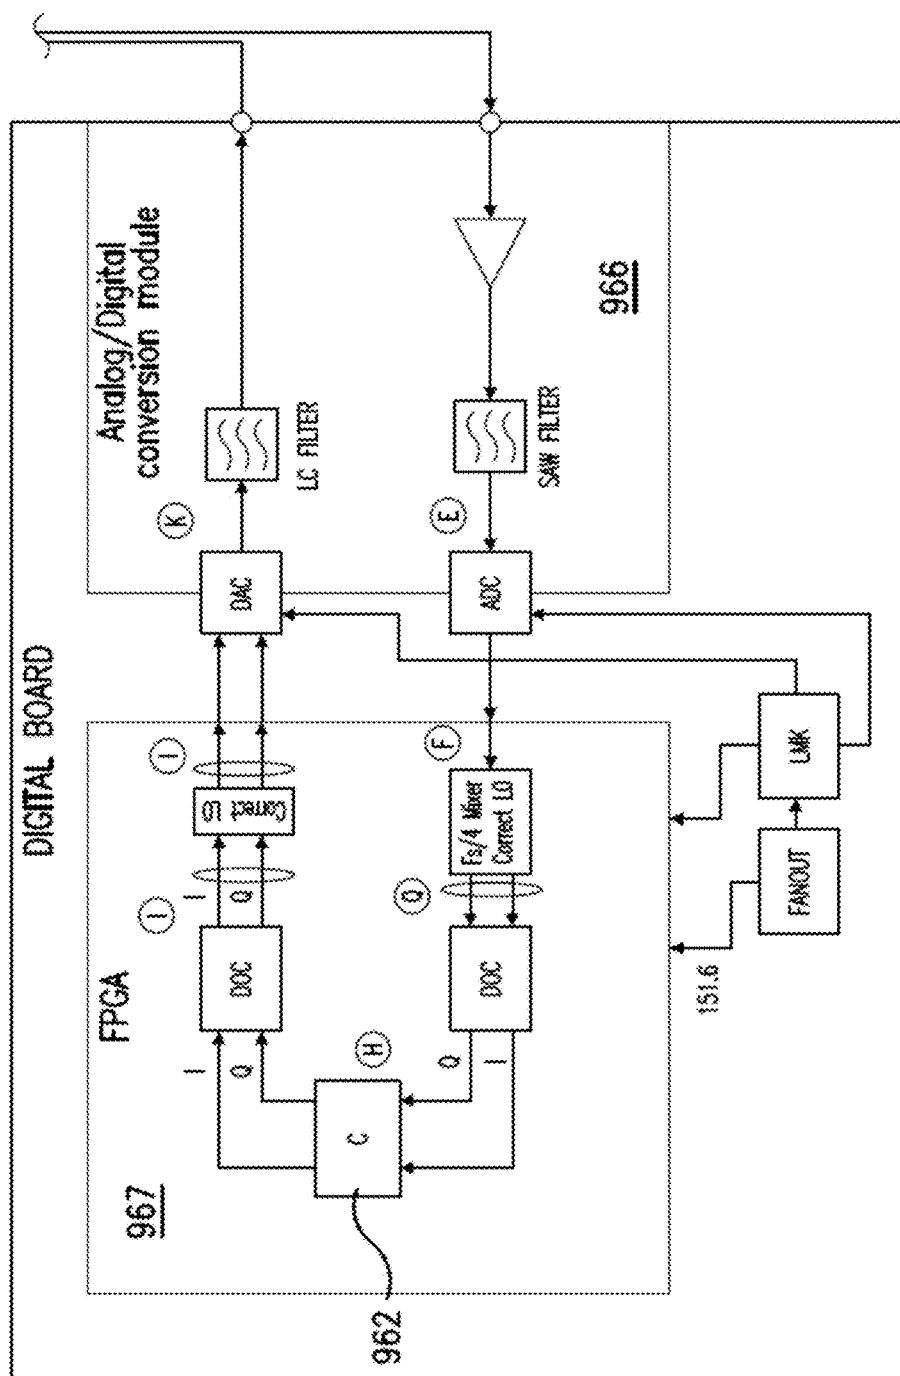 DIGITAL BOARD
FPGA
967
962
C
H
I
Q
DOC
I
I
Q
Correct LO
I
DAC
K
LC FILTER
Analog/Digital
conversion module
966
SAW FILTER
E
ADC
F
Fs/4 Mixer
Correct LO
Q
DOC
Q
I
151.6
FANOUT
LMK